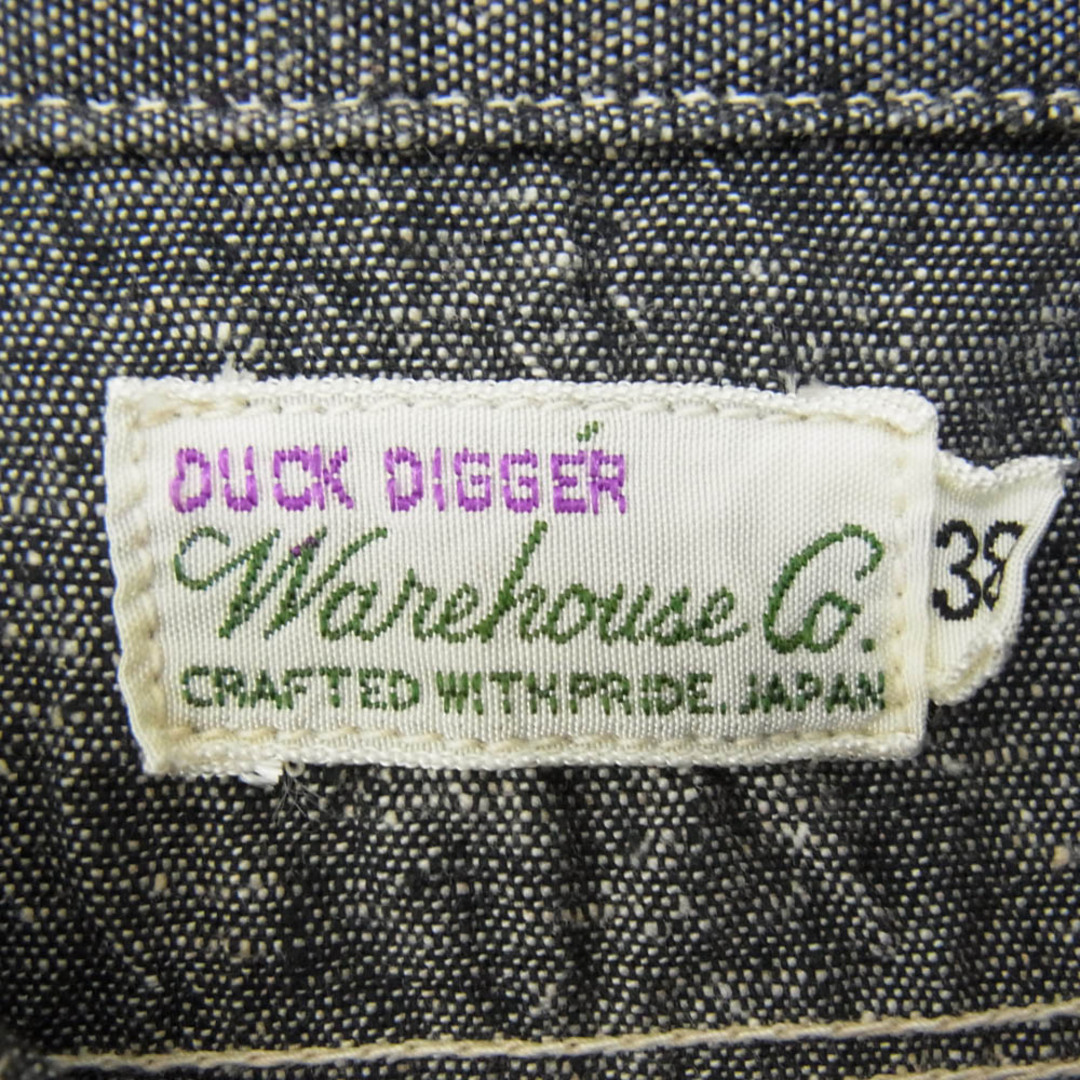 DUCK DIGGER
Warehouse Co.
CRAFTED WITH PRIDE. JAPAN
38